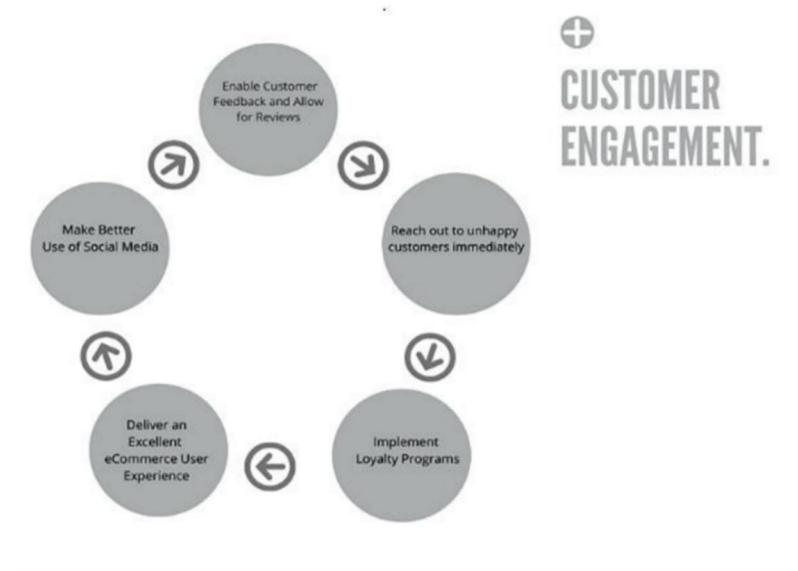 CUSTOMER
ENGAGEMENT.
Enable Customer
Feedback and Allow
for Reviews
Reach out to unhappy
customers immediately
Implement
Loyalty Programs
Deliver an
Excellent
eCommerce User
Experience
Make Better
Use of Social Media